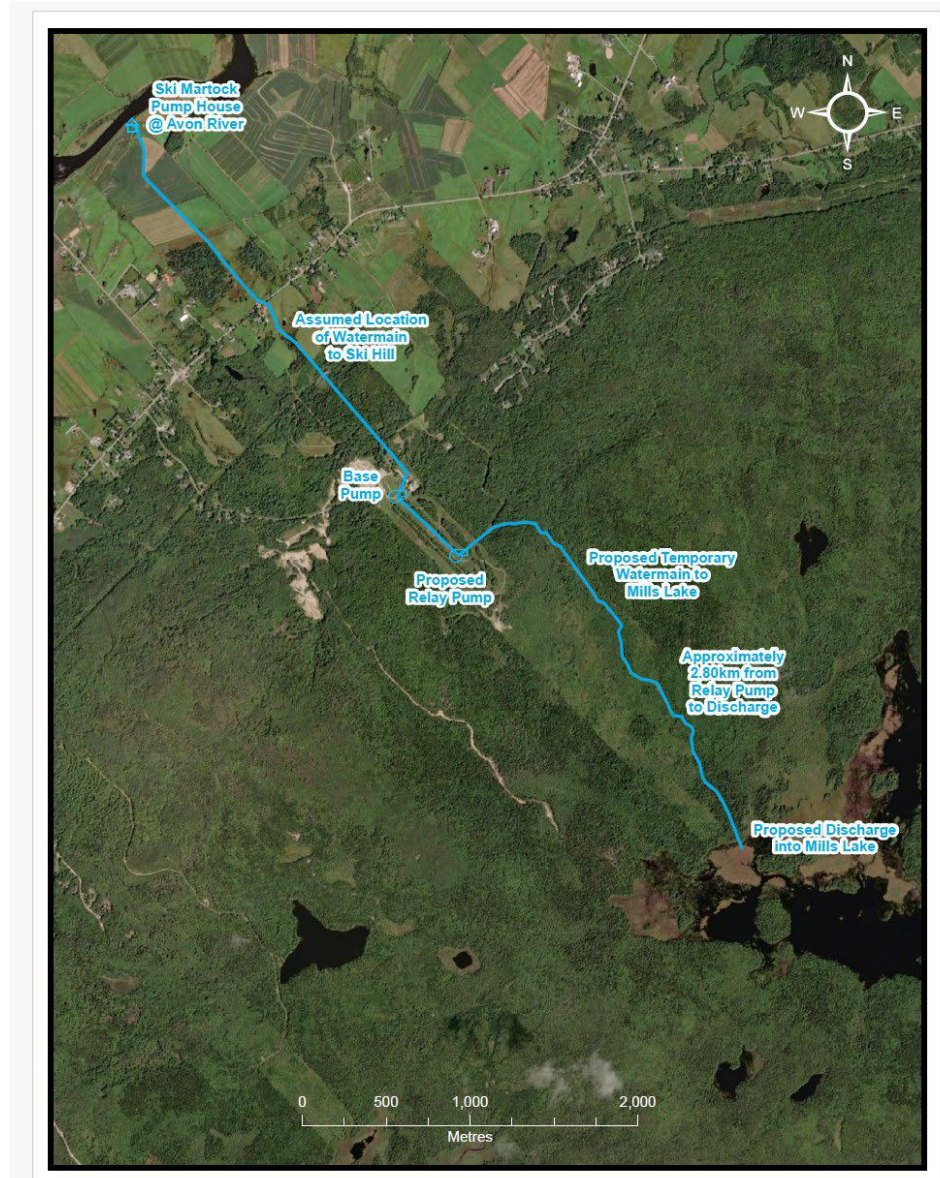 Ski Martock
Pump House
@ Avon River
N
W
E
S
Assumed Location
of Watermain
to Ski Hill
Base
Pump
Proposed
Relay Pump
Proposed Temporary
Watermain to
Mills Lake
Approximately
2.80km from
Relay Pump
to Discharge
Proposed Discharge
into Mills Lake
0 500 1,000 2,000
Metres